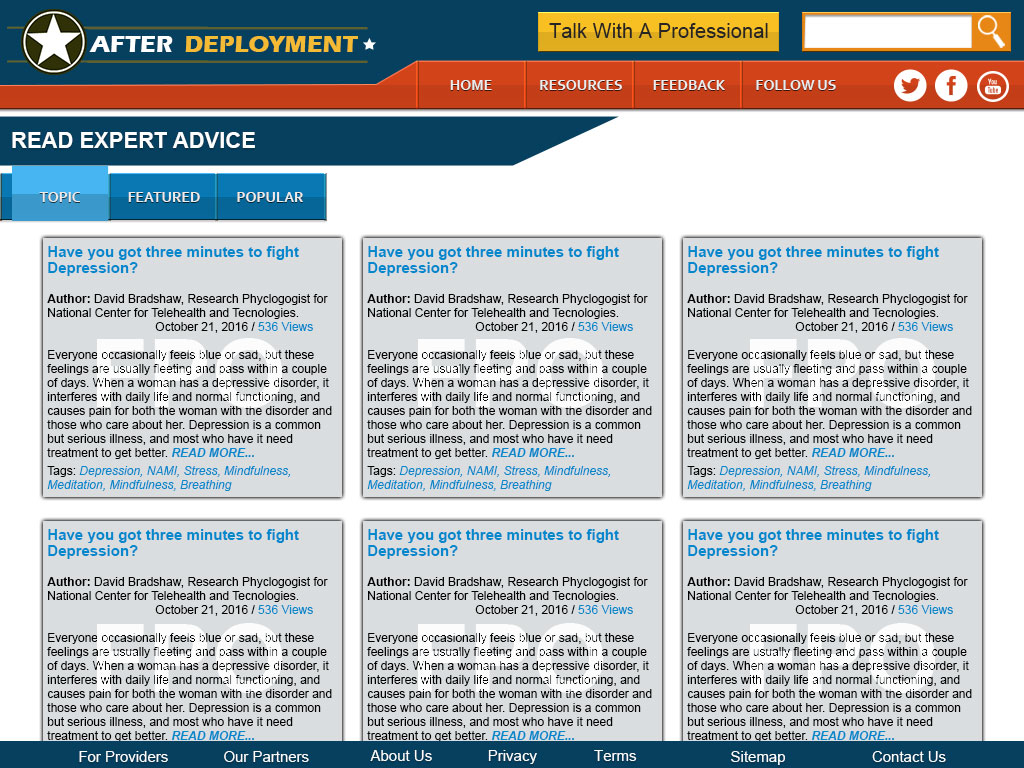 AFTER DEPLOYMENT
Talk With A Professional
HOME RESOURCES FEEDBACK FOLLOW US
You
Tube
READ EXPERT ADVICE
TOPIC FEATURED POPULAR
Have you got three minutes to fight
Depression?
Author: David Bradshaw, Research Phyclogogist for
National Center for Telehealth and Tecnologies.
October 21, 2016 / 536 Views
FPO
Everyone occasionally feels blue or sad, but these
feelings are usually fleeting and pass within a couple
of days. When a woman has a depressive disorder, it
interferes with daily life and normal functioning, and
causes pain for both the woman with the disorder and
those who care about her. Depression is a common
but serious illness, and most who have it need
treatment to get better. READ MORE...
Tags: Depression, NAMI, Stress, Mindfulness,
Meditation, Mindfulness, Breathing
Have you got three minutes to fight
Depression?
Author: David Bradshaw, Research Phyclogogist for
National Center for Telehealth and Tecnologies.
October 21, 2016 / 536 Views
FPO
Everyone occasionally feels blue or sad, but these
feelings are usually fleeting and pass within a couple
of days. When a woman has a depressive disorder, it
interferes with daily life and normal functioning, and
causes pain for both the woman with the disorder and
those who care about her. Depression is a common
but serious illness, and most who have it need
treatment to get better. READ MORE...
Tags: Depression, NAMI, Stress, Mindfulness,
Meditation, Mindfulness, Breathing
Have you got three minutes to fight
Depression?
Author: David Bradshaw, Research Phyclogogist for
National Center for Telehealth and Tecnologies.
October 21, 2016 / 536 Views
FPO
Everyone occasionally feels blue or sad, but these
feelings are usually fleeting and pass within a couple
of days. When a woman has a depressive disorder, it
interferes with daily life and normal functioning, and
causes pain for both the woman with the disorder and
those who care about her. Depression is a common
but serious illness, and most who have it need
treatment to get better. READ MORE...
Tags: Depression, NAMI, Stress, Mindfulness,
Meditation, Mindfulness, Breathing
Have you got three minutes to fight
Depression?
Author: David Bradshaw, Research Phyclogogist for
National Center for Telehealth and Tecnologies.
October 21, 2016 / 536 Views
FPO
Everyone occasionally feels blue or sad, but these
feelings are usually fleeting and pass within a couple
of days. When a woman has a depressive disorder, it
interferes with daily life and normal functioning, and
causes pain for both the woman with the disorder and
those who care about her. Depression is a common
but serious illness, and most who have it need
treatment to get better. READ MORE...
Have you got three minutes to fight
Depression?
Author: David Bradshaw, Research Phyclogogist for
National Center for Telehealth and Tecnologies.
October 21, 2016 / 536 Views
FPO
Everyone occasionally feels blue or sad, but these
feelings are usually fleeting and pass within a couple
of days. When a woman has a depressive disorder, it
interferes with daily life and normal functioning, and
causes pain for both the woman with the disorder and
those who care about her. Depression is a common
but serious illness, and most who have it need
treatment to get better. READ MORE...
Have you got three minutes to fight
Depression?
Author: David Bradshaw, Research Phyclogogist for
National Center for Telehealth and Tecnologies.
October 21, 2016 / 536 Views
FPO
Everyone occasionally feels blue or sad, but these
feelings are usually fleeting and pass within a couple
of days. When a woman has a depressive disorder, it
interferes with daily life and normal functioning, and
causes pain for both the woman with the disorder and
those who care about her. Depression is a common
but serious illness, and most who have it need
treatment to get better. READ MORE...
For Providers Our Partners About Us Privacy Terms Sitemap Contact Us